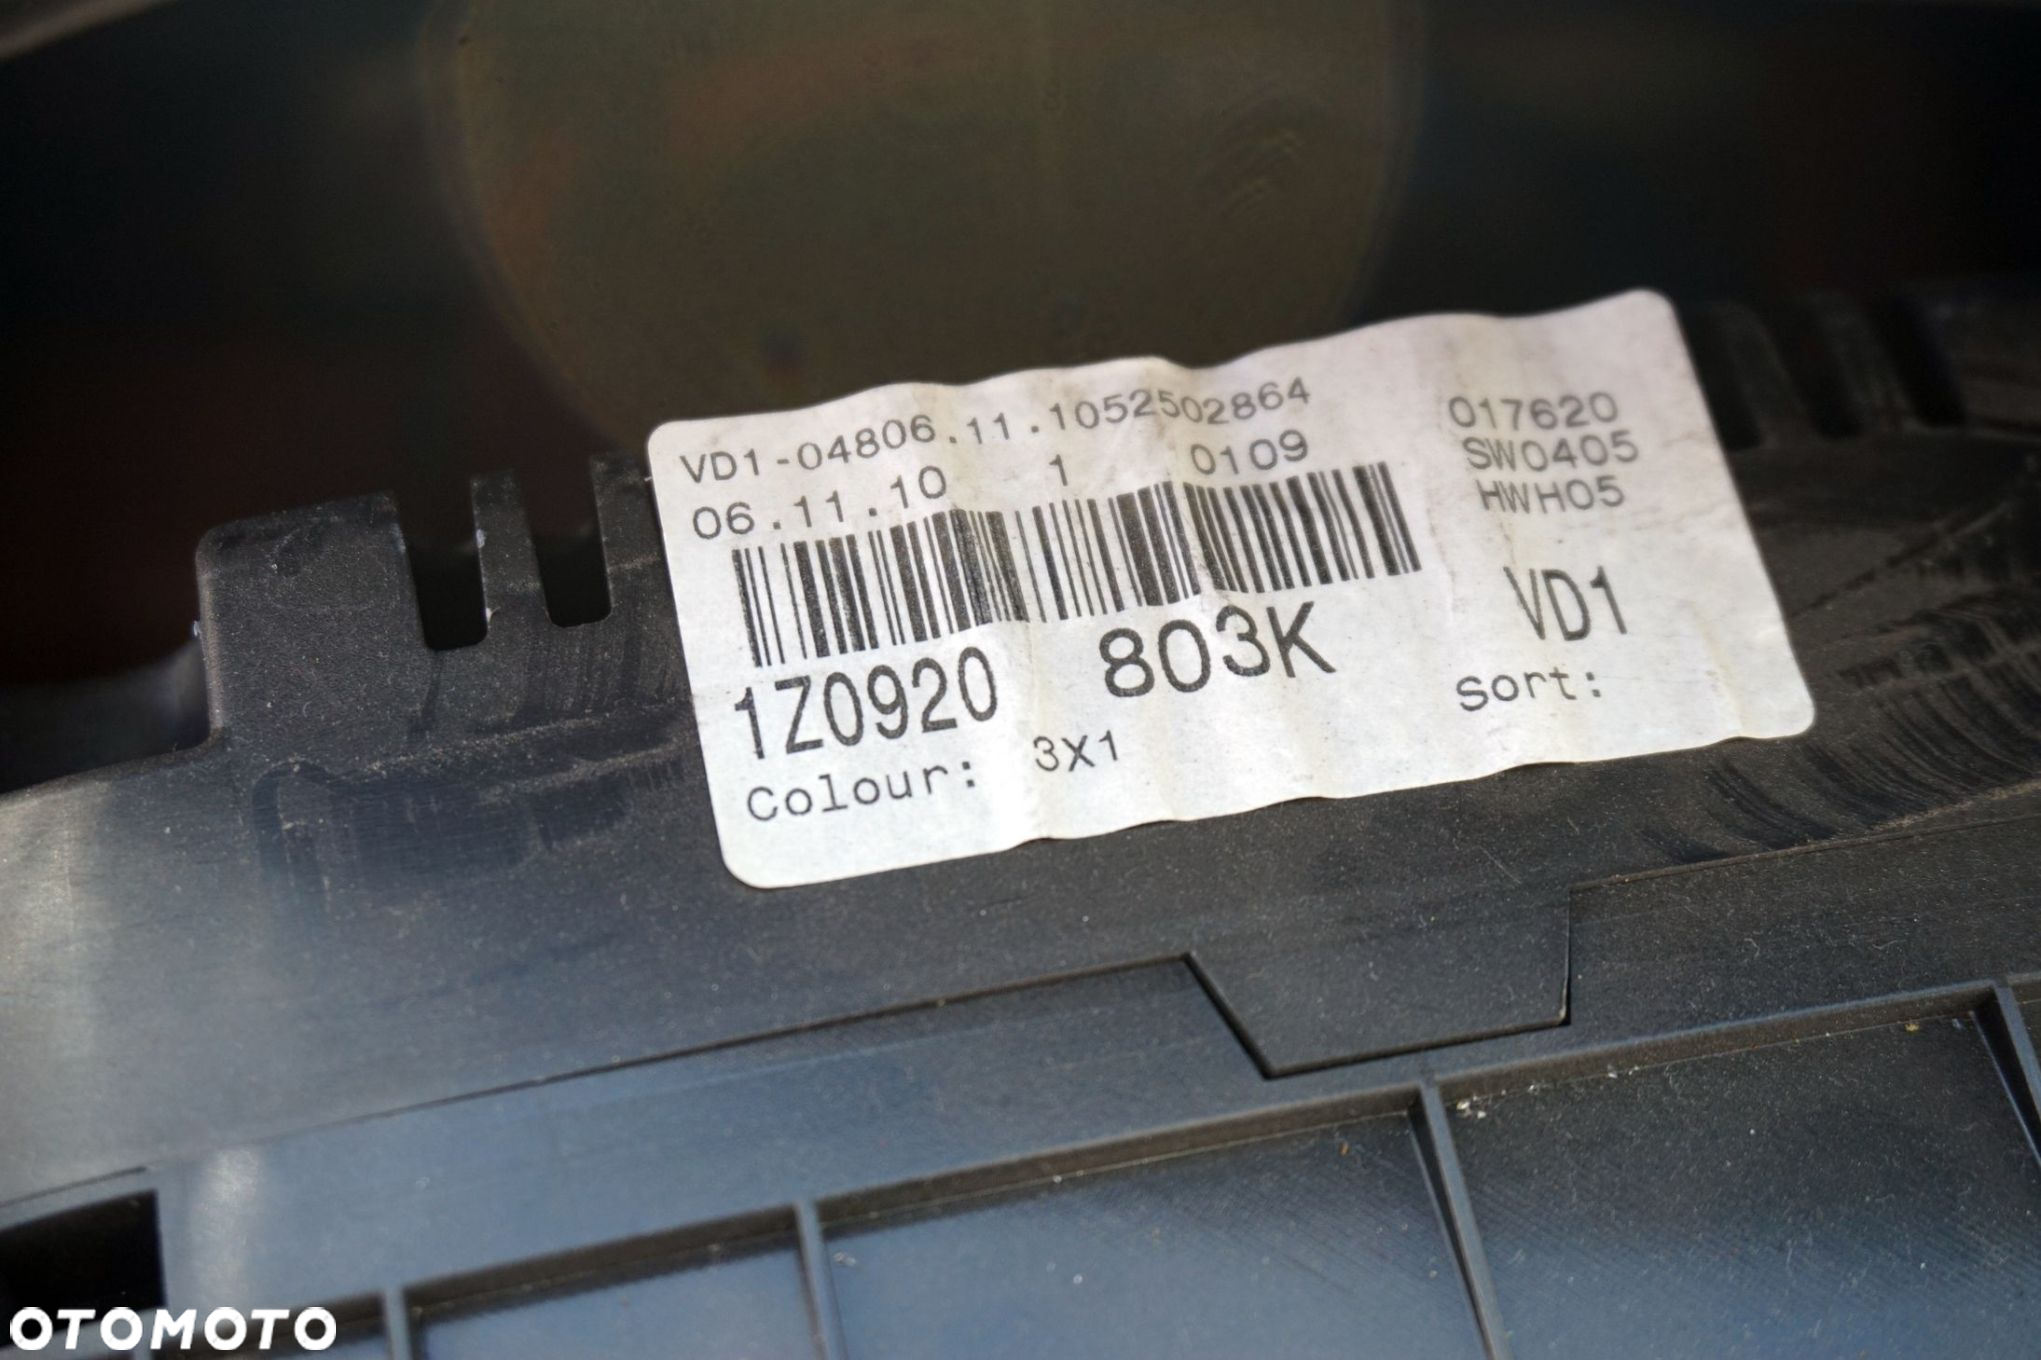 VD1-04806.11.1052502864
017620
06.11.10 1 0109
SW0405
HWH05
VD1
1Z0920 803K
Sort:
Colour: 3X1
OTOMOTO